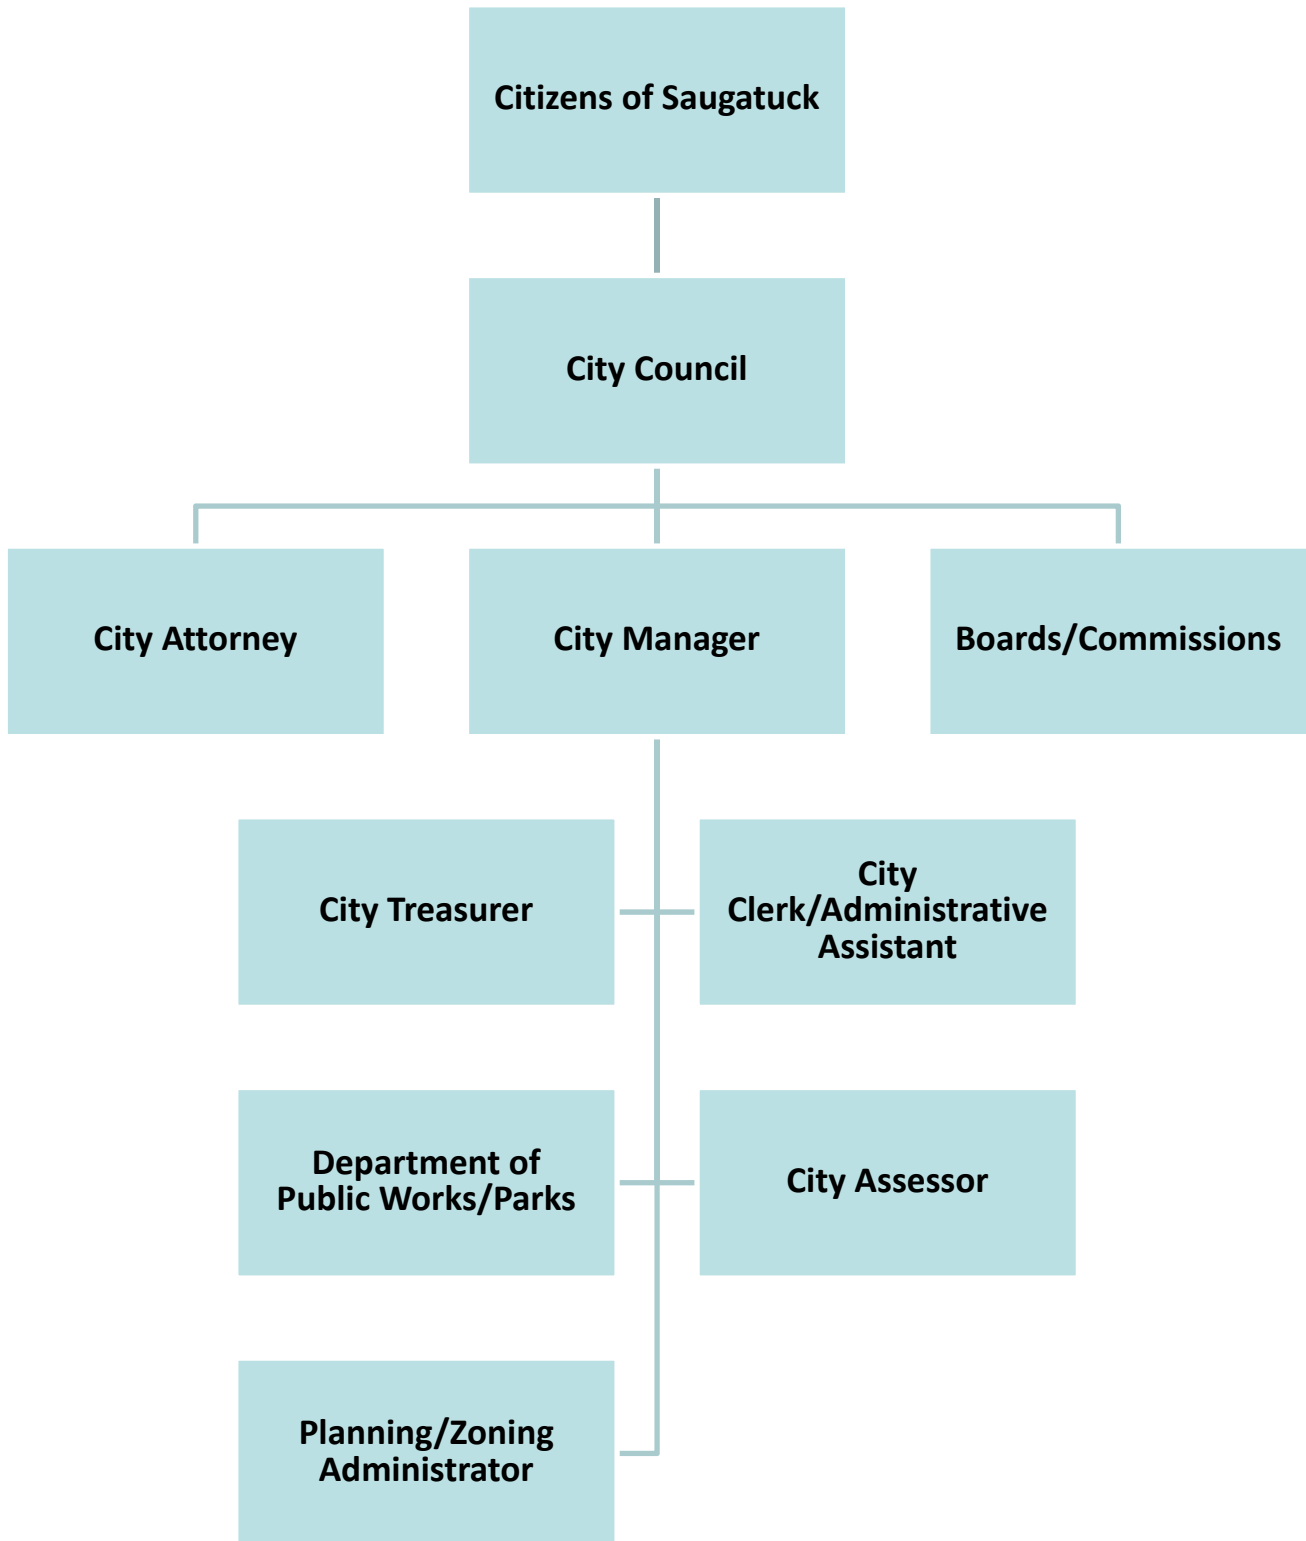 Citizens of Saugatuck
City Council
City Attorney
City Manager
Boards/Commissions
City Treasurer
City
Clerk/Administrative
Assistant
Department of
Public Works/Parks
City Assessor
Planning/Zoning
Administrator